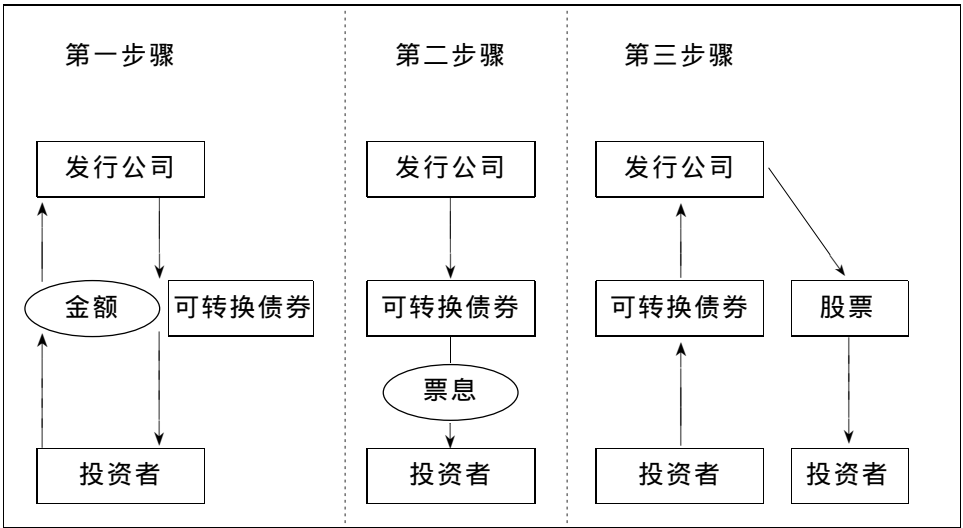 第一步骤
发行公司
金额
可转换债券
投资者
第二步骤
发行公司
可转换债券
票息
投资者
第三步骤
发行公司
可转换债券
股票
投资者
投资者